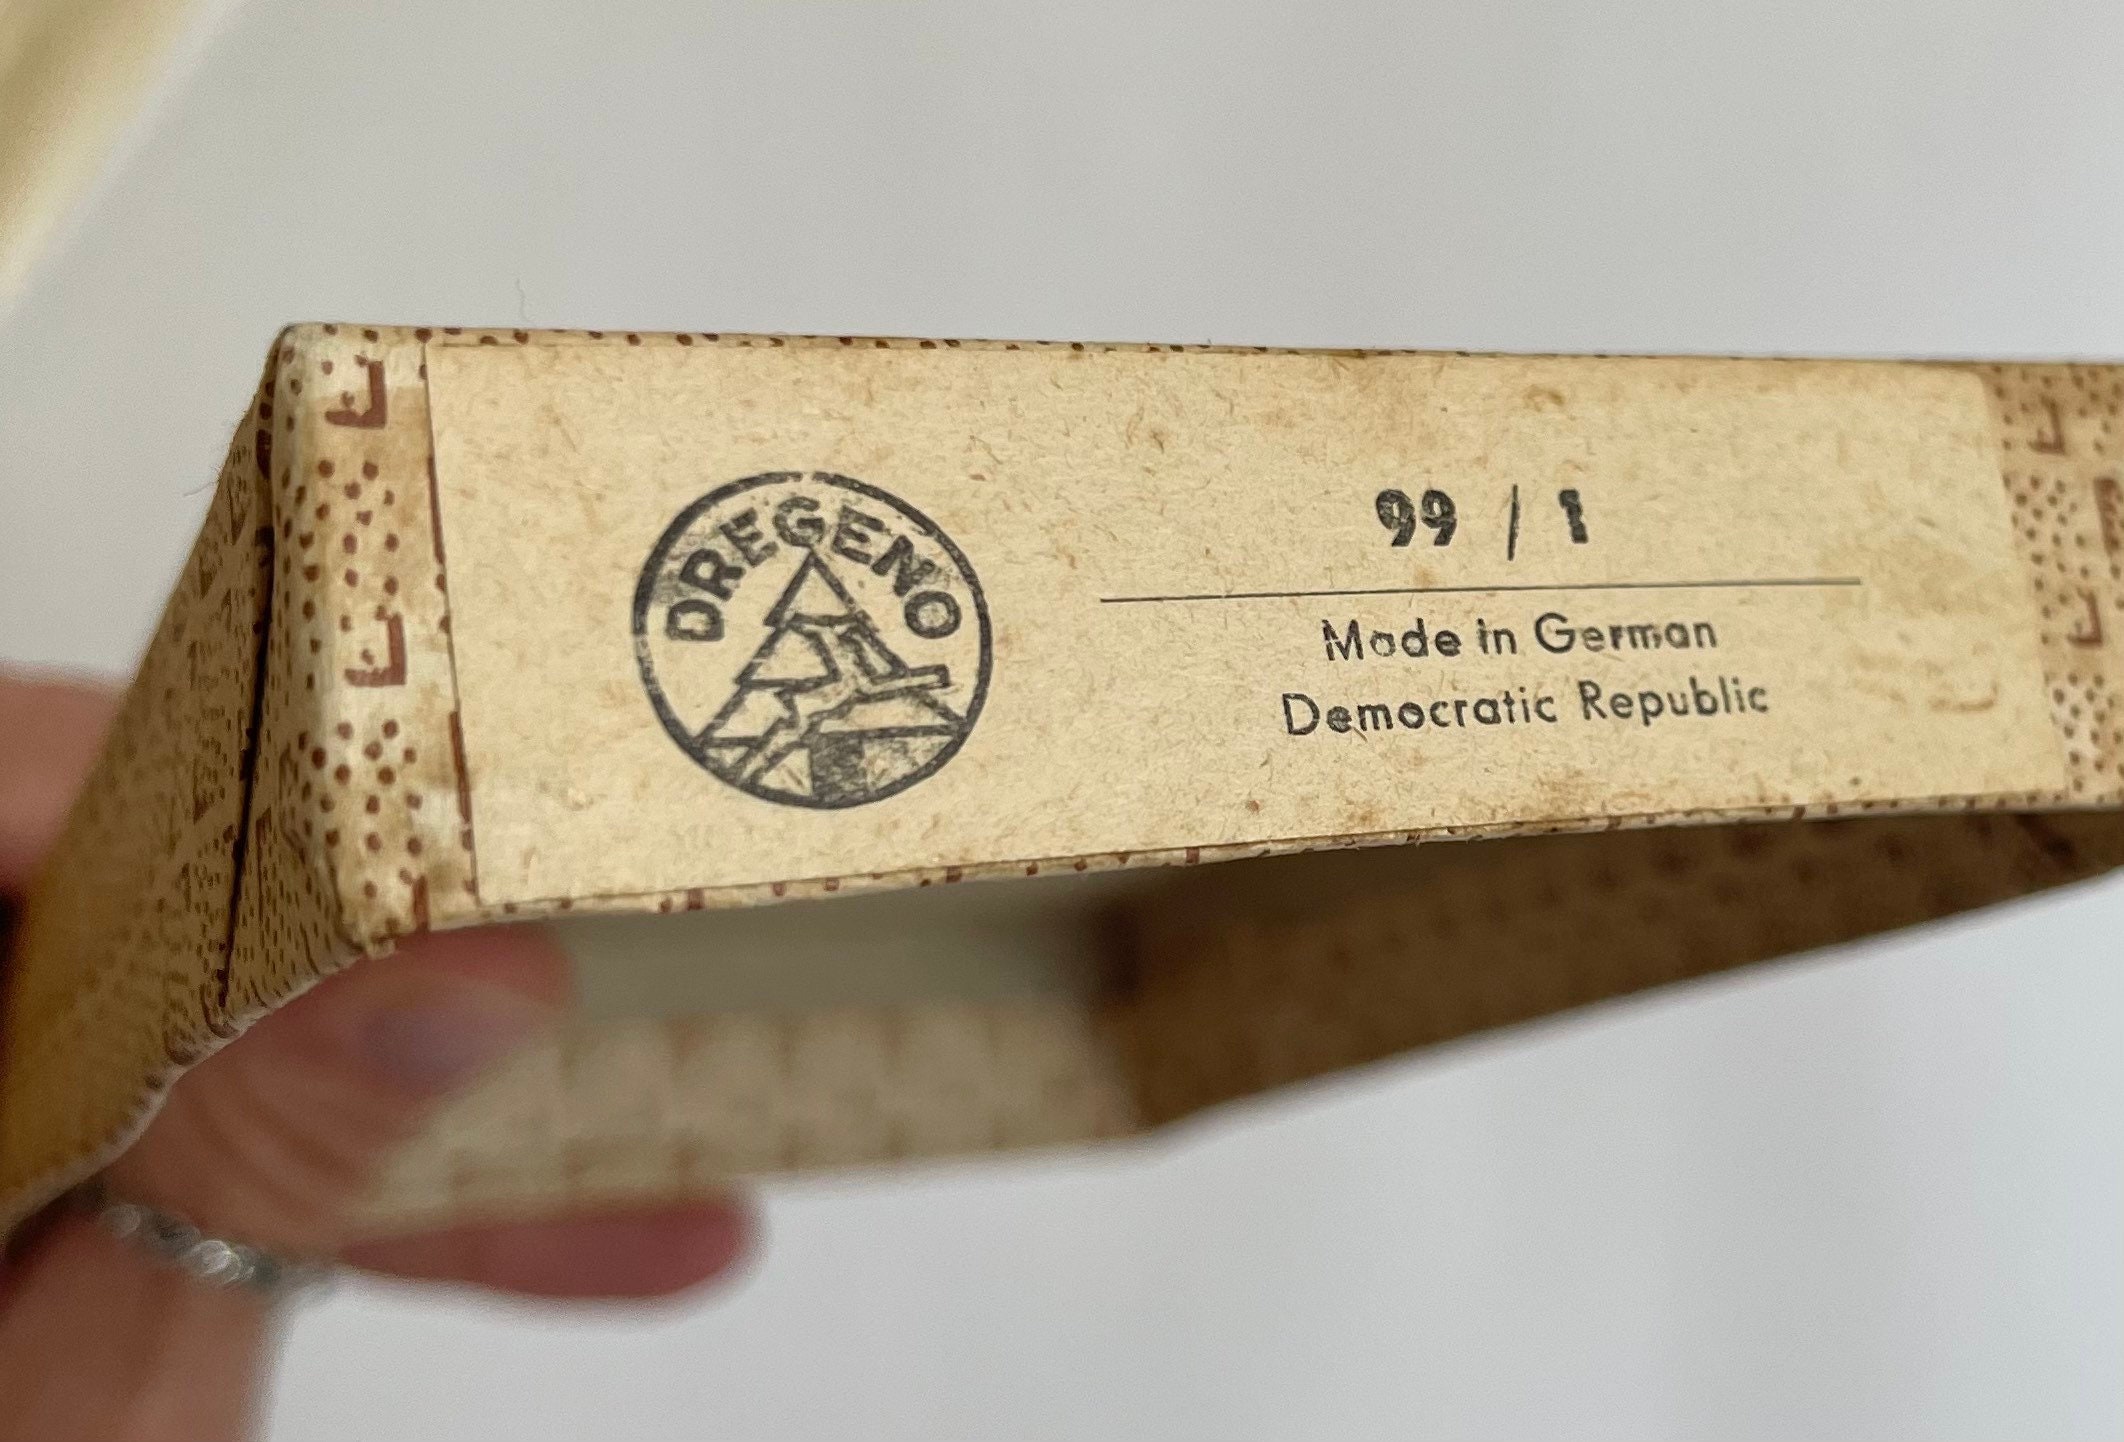 DREGENO
99 / 1
Made in German
Democratic Republic